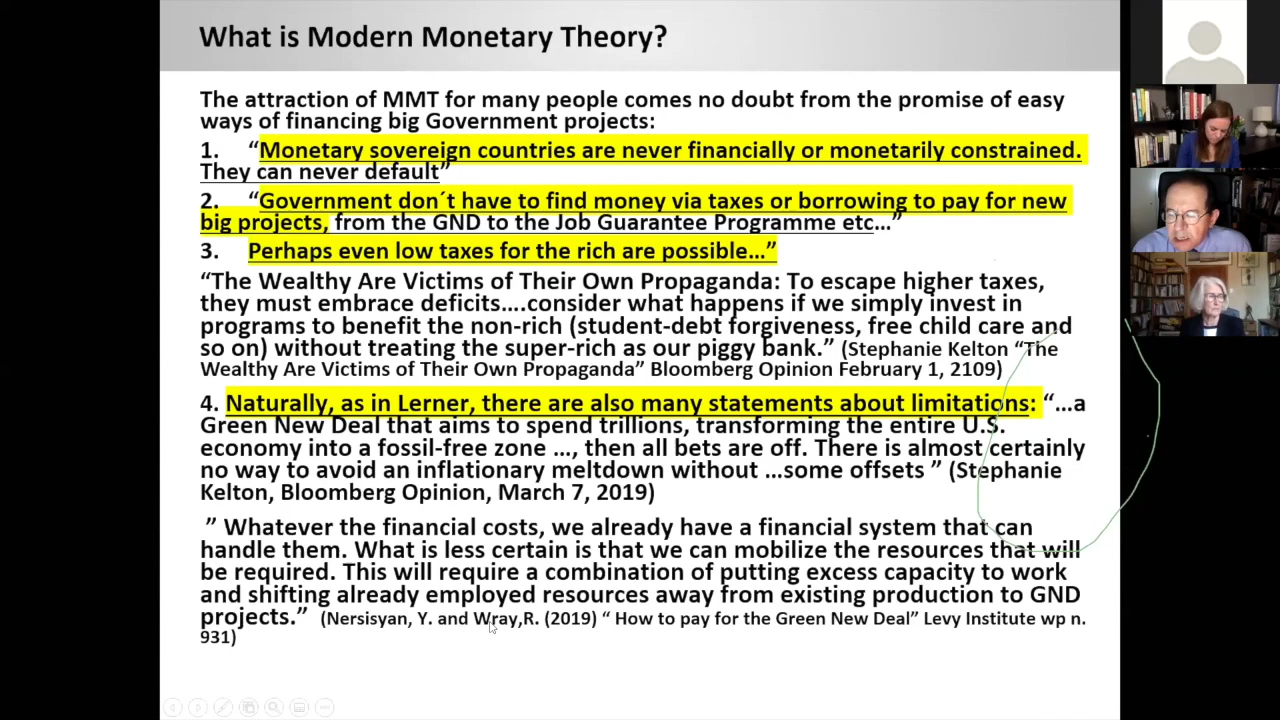 What is Modern Monetary Theory?
The attraction of MMT for many people comes no doubt from the promise of easy
ways of financing big Government projects:
1. “Monetary sovereign countries are never financially or monetarily constrained.
They can never default”
2. “Government don´t have to find money via taxes or borrowing to pay for new
big projects, from the GND to the Job Guarantee Programme etc…”
3. Perhaps even low taxes for the rich are possible…”
“The Wealthy Are Victims of Their Own Propaganda: To escape higher taxes,
they must embrace deficits….consider what happens if we simply invest in
programs to benefit the non-rich (student-debt forgiveness, free child care and
so on) without treating the super-rich as our piggy bank.” (Stephanie Kelton “The
Wealthy Are Victims of Their Own Propaganda” Bloomberg Opinion February 1, 2109)
4. Naturally, as in Lerner, there are also many statements about limitations: “…a
Green New Deal that aims to spend trillions, transforming the entire U.S.
economy into a fossil-free zone …, then all bets are off. There is almost certainly
no way to avoid an inflationary meltdown without …some offsets ” (Stephanie
Kelton, Bloomberg Opinion, March 7, 2019)
” Whatever the financial costs, we already have a financial system that can
handle them. What is less certain is that we can mobilize the resources that will
be required. This will require a combination of putting excess capacity to work
and shifting already employed resources away from existing production to GND
projects.” (Nersisyan, Y. and Wray,R. (2019) “ How to pay for the Green New Deal” Levy Institute wp n.
931)